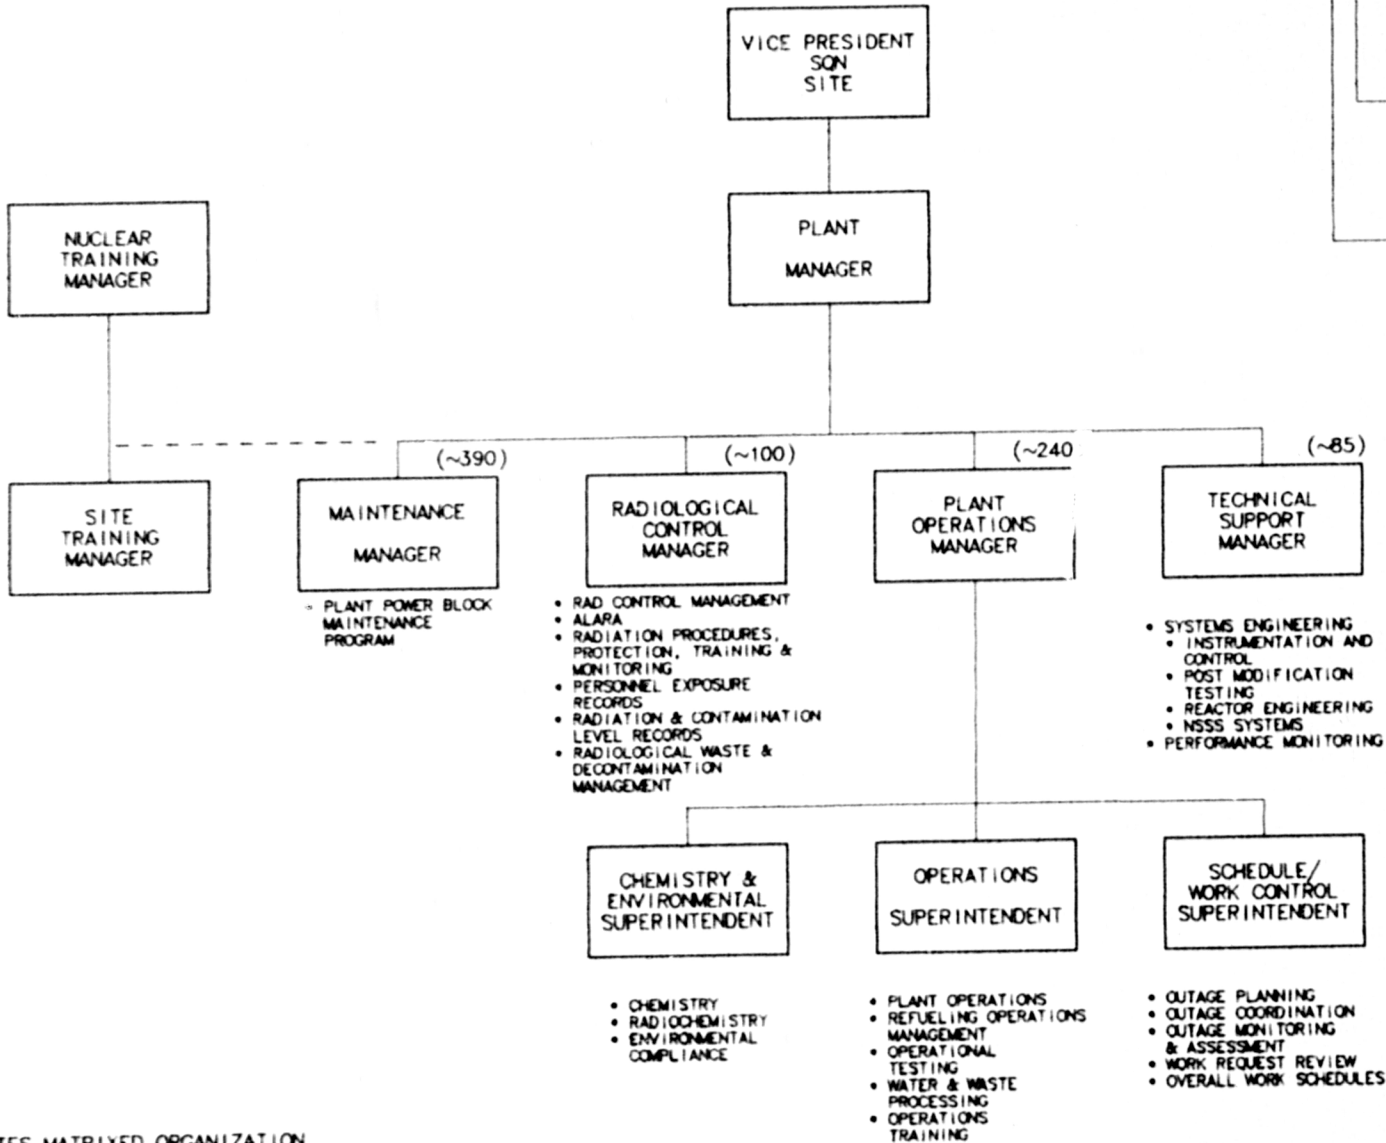 VICE PRESIDENT
SQN
SITE
PLANT
MANAGER
NUCLEAR
TRAINING
MANAGER
(~390)
(~100)
(~240
(~85)
SITE
TRAINING
MANAGER
MAINTENANCE
MANAGER
RADIOLOGICAL
CONTROL
MANAGER
PLANT
OPERATIONS
MANAGER
TECHNICAL
SUPPORT
MANAGER
• PLANT POWER BLOCK
MAINTENANCE
PROGRAM
• RAD CONTROL MANAGEMENT
• ALARA
• RADIATION PROCEDURES,
PROTECTION, TRAINING &
MONITORING
• PERSONNEL EXPOSURE
RECORDS
• RADIATION & CONTAMINATION
LEVEL RECORDS
• RADIOLOGICAL WASTE &
DECONTAMINATION
MANAGEMENT
• SYSTEMS ENGINEERING
• INSTRUMENTATION AND
CONTROL
• POST MODIFICATION
TESTING
• REACTOR ENGINEERING
• NSSS SYSTEMS
• PERFORMANCE MONITORING
CHEMISTRY &
ENVIRONMENTAL
SUPERINTENDENT
OPERATIONS
SUPERINTENDENT
SCHEDULE/
WORK CONTROL
SUPERINTENDENT
• CHEMISTRY
• RADIOCHEMISTRY
• ENVIRONMENTAL
COMPLIANCE
• PLANT OPERATIONS
• REFUELING OPERATIONS
MANAGEMENT
• OPERATIONAL
TESTING
• WATER & WASTE
PROCESSING
• OPERATIONS
TRAINING
• OUTAGE PLANNING
• OUTAGE COORDINATION
• OUTAGE MONITORING
& ASSESSMENT
• WORK REQUEST REVIEW
• OVERALL WORK SCHEDULES
MATRIXED ORGANIZATION